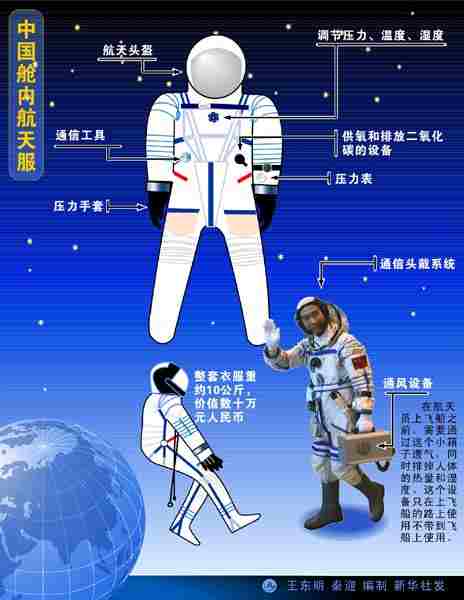 中国舱内航天服
航天头盔
调节压力、温度、湿度
通信工具
供氧和排放二氧化
碳的设备
压力表
压力手套
通信头戴系统
整套衣服重
约10公斤，
价值数十万
元人民币
通风设备
在航天
员上飞船之
前，需要通
过这个小箱
子透气，同
时排掉人体
的热量和湿
度。这个设
备只在上飞
船的路上使
用不带到飞
船上使用。
王东明 秦迎 编制 新华社发